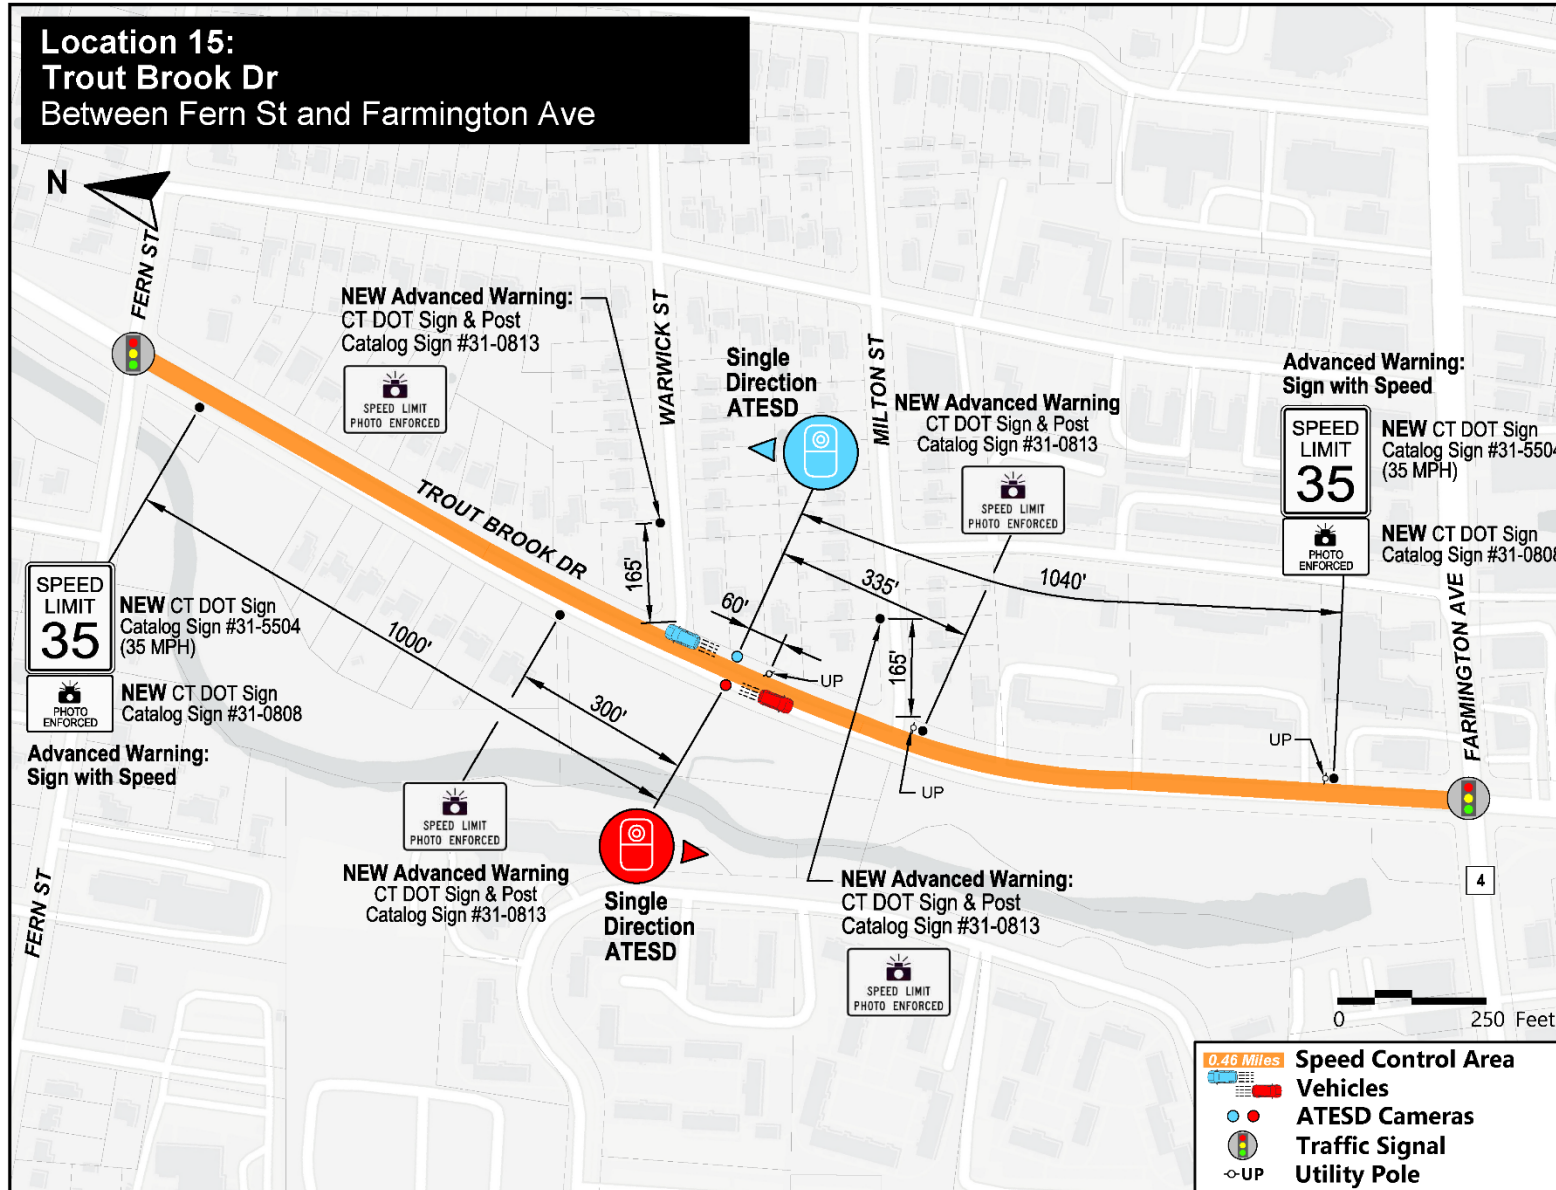 Location 15:
Trout Brook Dr
Between Fern St and Farmington Ave
N
FERN ST
NEW Advanced Warning:
CT DOT Sign & Post
Catalog Sign #31-0813
SPEED LIMIT
PHOTO ENFORCED
WARWICK ST
Single
Direction
ATESD
MILTON ST
NEW Advanced Warning
CT DOT Sign & Post
Catalog Sign #31-0813
SPEED LIMIT
PHOTO ENFORCED
Advanced Warning:
Sign with Speed
SPEED
LIMIT
35
NEW CT DOT Sign
Catalog Sign #31-5504
(35 MPH)
PHOTO
ENFORCED
NEW CT DOT Sign
Catalog Sign #31-0808
TROUT BROOK DR
165'
60'
335'
1040'
FARMINGTON AVE
SPEED
LIMIT
35
NEW CT DOT Sign
Catalog Sign #31-5504
(35 MPH)
PHOTO
ENFORCED
NEW CT DOT Sign
Catalog Sign #31-0808
Advanced Warning:
Sign with Speed
1000'
300'
UP
165'
UP
UP
SPEED LIMIT
PHOTO ENFORCED
NEW Advanced Warning
CT DOT Sign & Post
Catalog Sign #31-0813
Single
Direction
ATESD
NEW Advanced Warning:
CT DOT Sign & Post
Catalog Sign #31-0813
SPEED LIMIT
PHOTO ENFORCED
FERN ST
4
0 250 Feet
0.46 Miles Speed Control Area
Vehicles
ATESD Cameras
Traffic Signal
UP Utility Pole